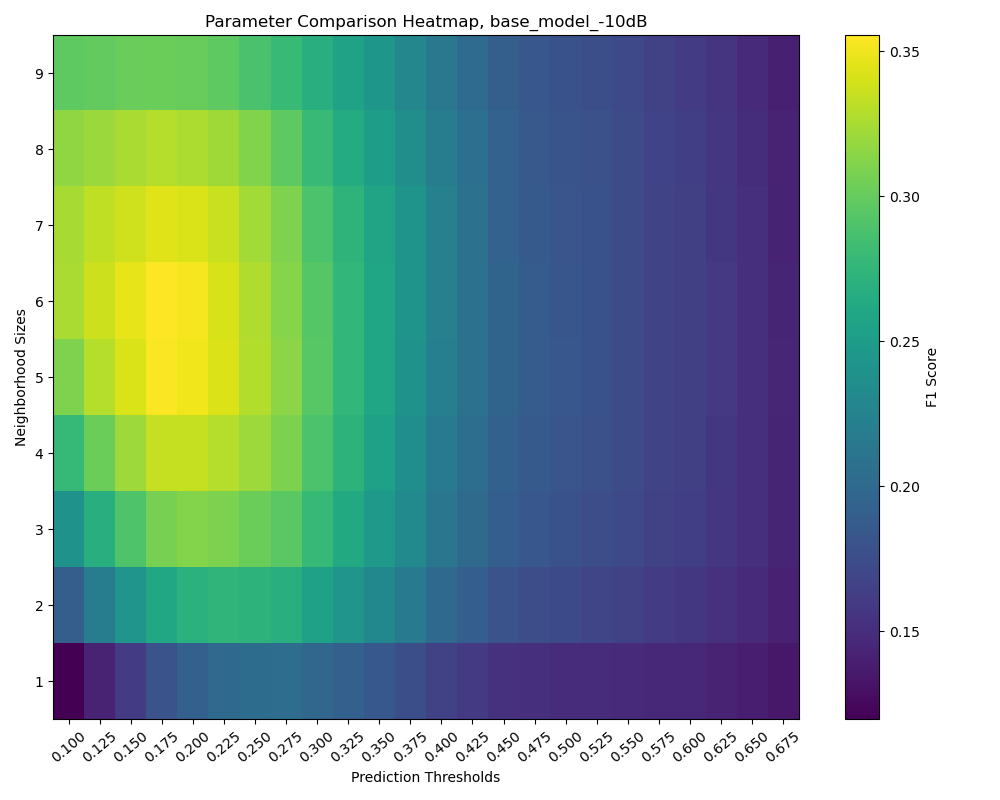 Parameter Comparison Heatmap, base_model_-10dB
Neighborhood Sizes
9
8
7
6
5
4
3
2
1
0.100 0.125 0.150 0.175 0.200 0.225 0.250 0.275 0.300 0.325 0.350 0.375 0.400 0.425 0.450 0.475 0.500 0.525 0.550 0.575 0.600 0.625 0.650 0.675
Prediction Thresholds
0.35
0.30
0.25
0.20
0.15
F1 Score